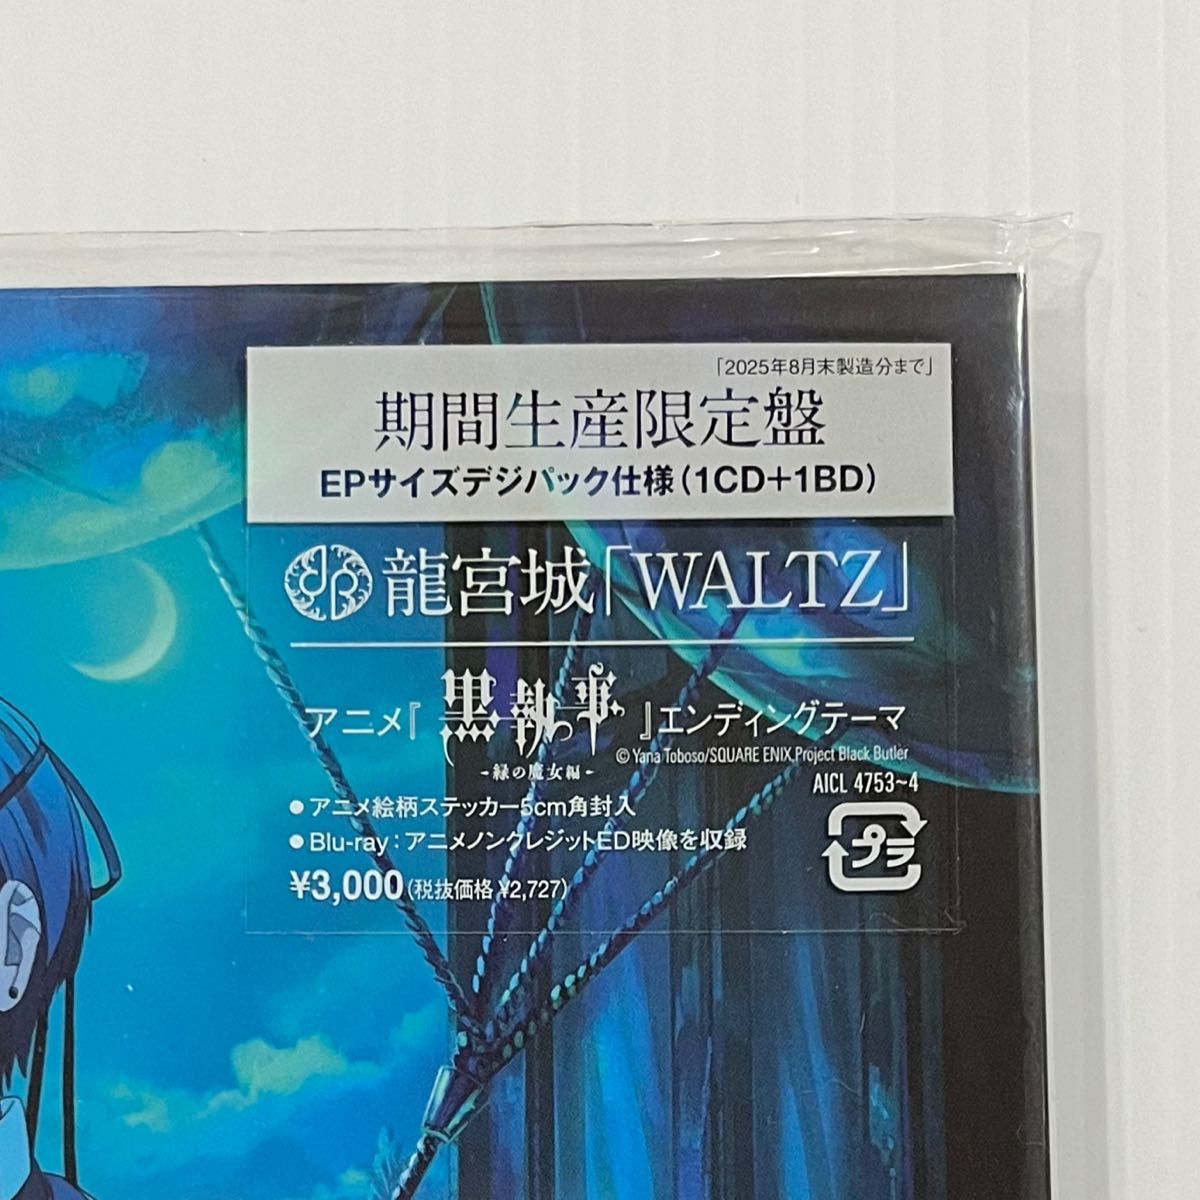 「2025年8月末製造分まで」
期間生産限定盤
EPサイズデジパック仕様(1CD+1BD)
龍宮城「WALTZ」
アニメ『黒執事』エンディングテーマ
-緑の魔女編-
©Yana Toboso/SQUARE ENIX,Project Black Butler
AICL 4753~4
●アニメ絵柄ステッカー5cm角封入
●Blu-ray:アニメノンクレジットED映像を収録
プラ
¥3,000(税抜価格 ¥2,727)